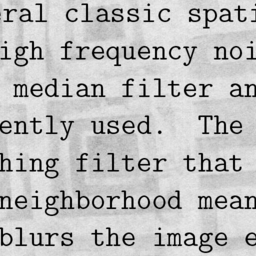 eral classic spati
igh frequency noi
median filter an
ently used. The
hing filter that
neighborhood mean
blurs the image e